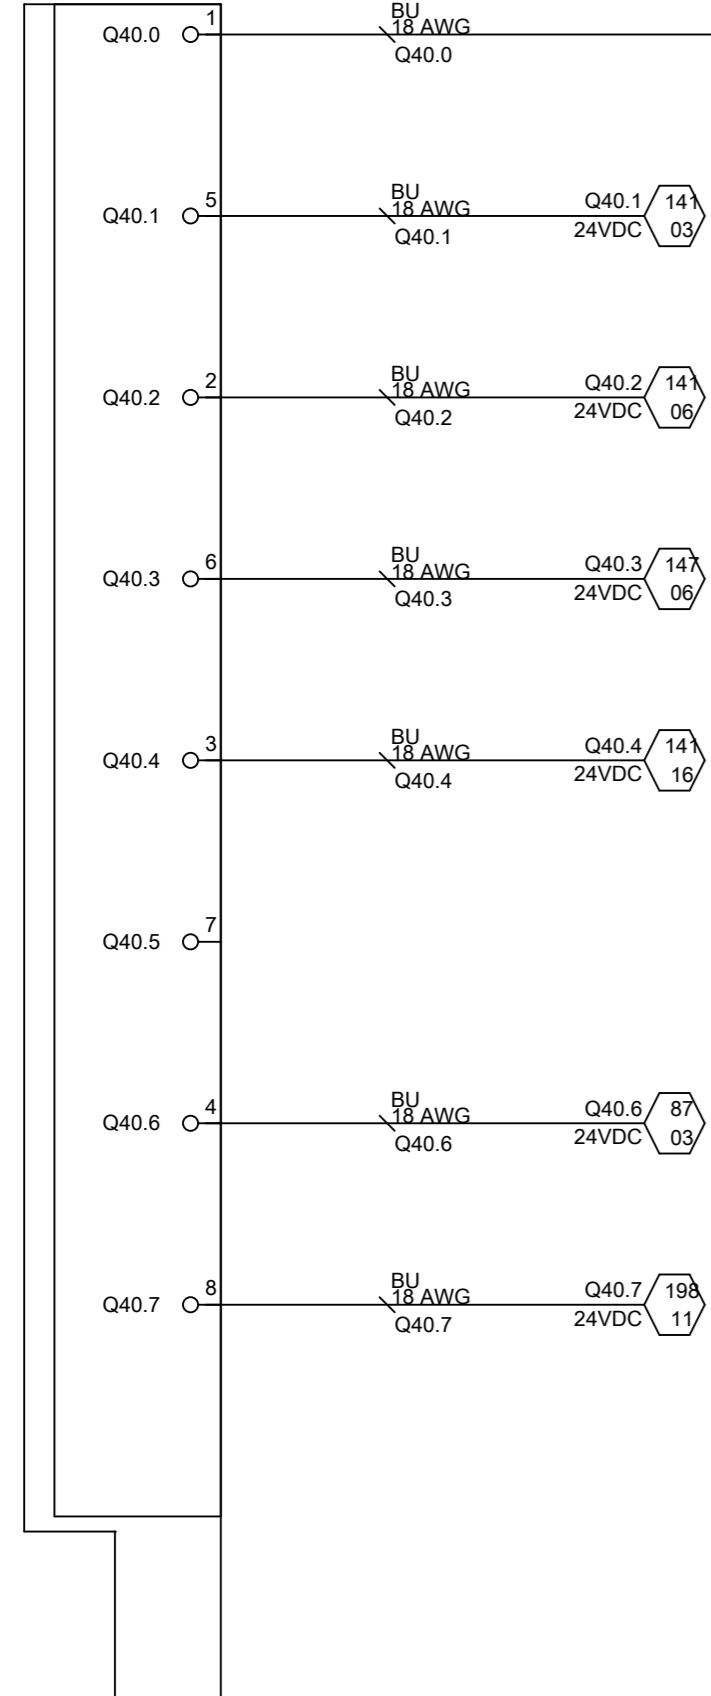 1
BU
18 AWG
Q40.0
Q40.0
5
BU
18 AWG
Q40.1
Q40.1
Q40.1
24VDC
141
03
2
BU
18 AWG
Q40.2
Q40.2
Q40.2
24VDC
141
06
6
BU
18 AWG
Q40.3
Q40.3
Q40.3
24VDC
147
06
3
BU
18 AWG
Q40.4
Q40.4
Q40.4
24VDC
141
16
7
Q40.5
4
BU
18 AWG
Q40.6
Q40.6
Q40.6
24VDC
87
03
8
BU
18 AWG
Q40.7
Q40.7
Q40.7
24VDC
198
11